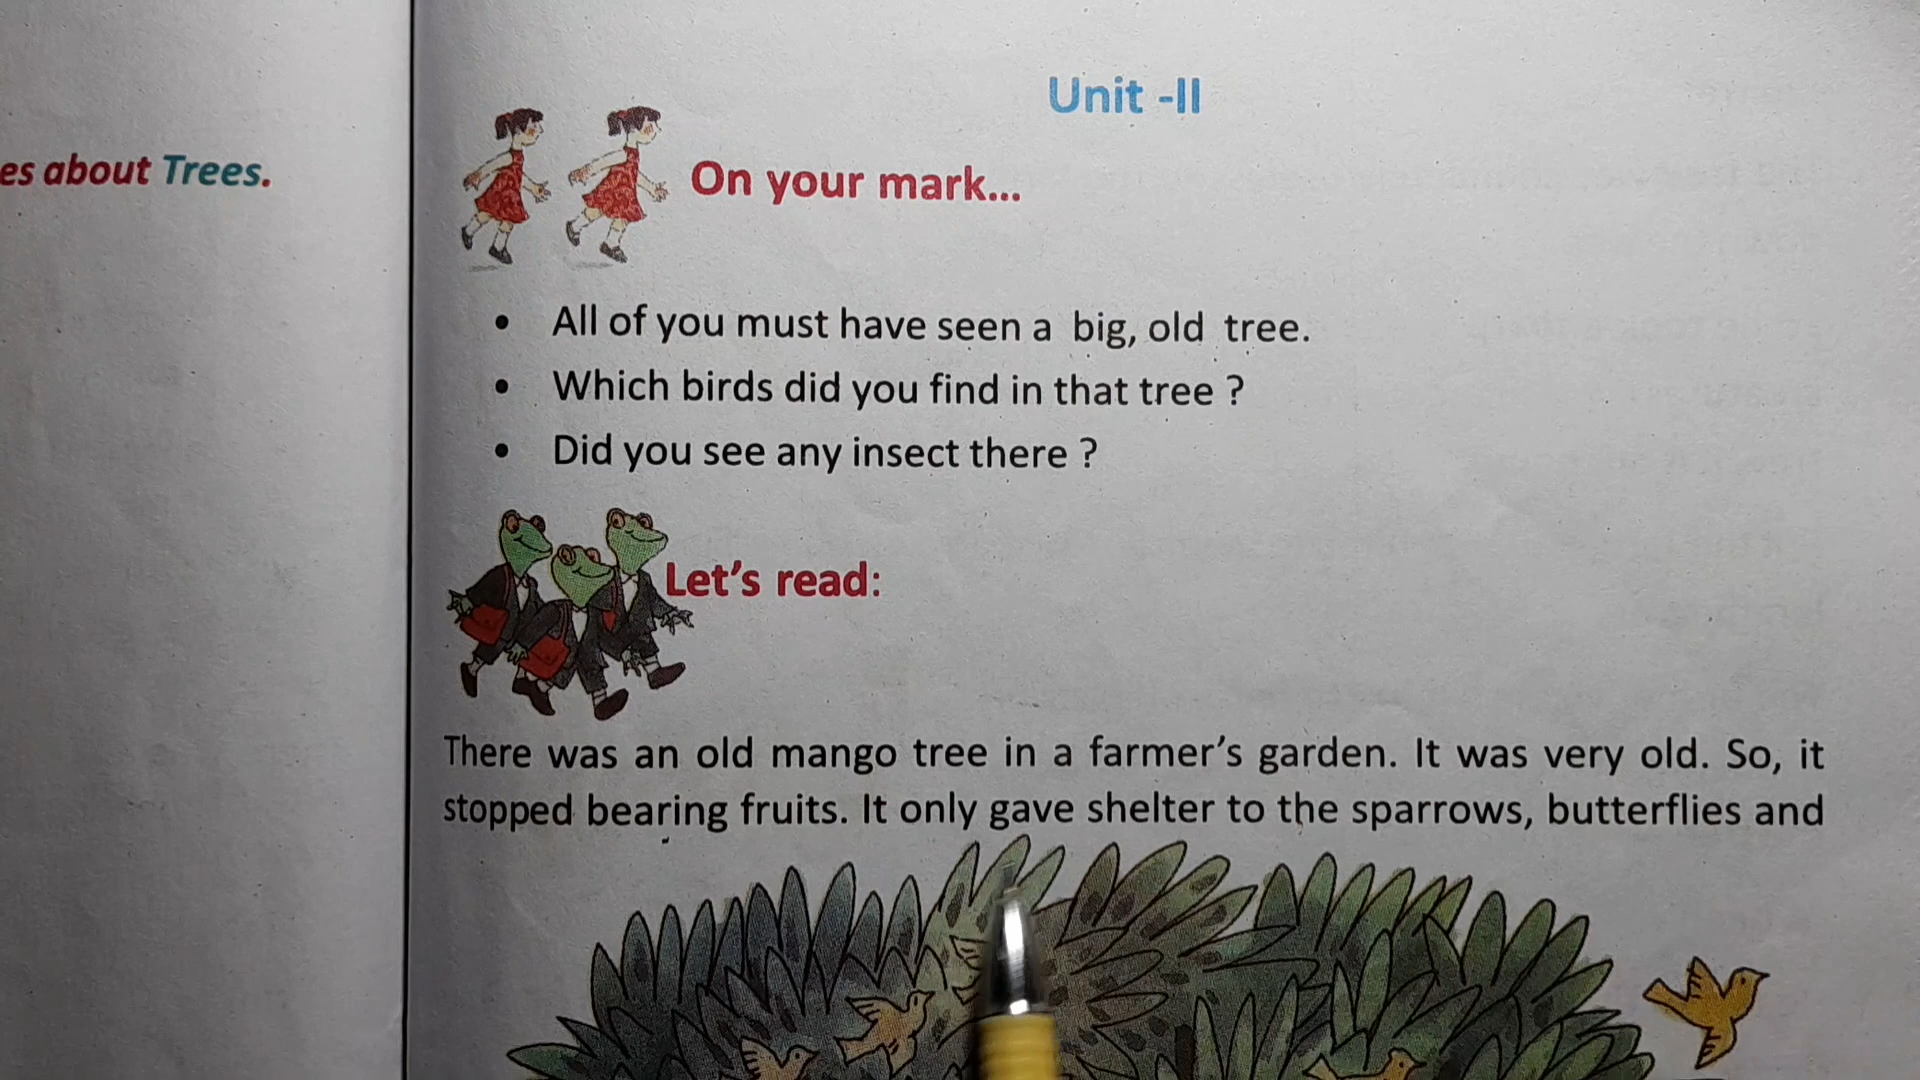 es about Trees.
Unit -II
On your mark...
• All of you must have seen a big, old tree.
• Which birds did you find in that tree ?
• Did you see any insect there ?
Let's read:
There was an old mango tree in a farmer's garden. It was very old. So, it
stopped bearing fruits. It only gave shelter to the sparrows, butterflies and